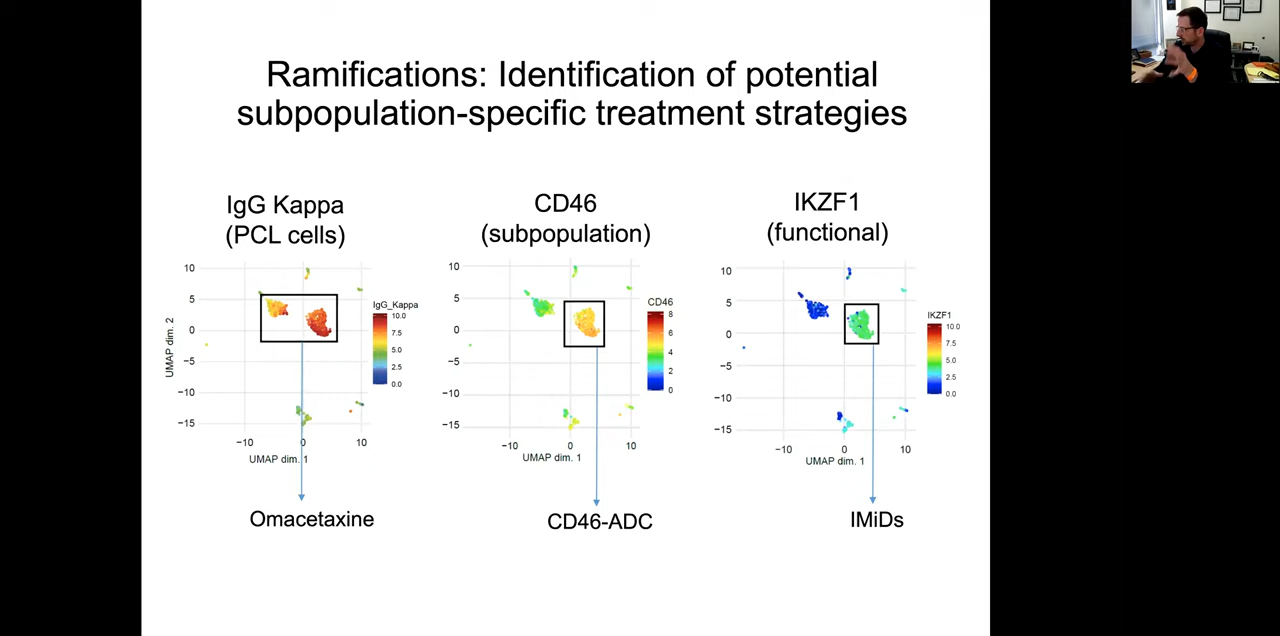 Ramifications: Identification of potential
subpopulation-specific treatment strategies
IgG Kappa
(PCL cells)
10
5
0
−5
−10
−15
UMAP dim. 2
−10
0
10
UMAP dim. 1
IgG_Kappa
10.0
7.5
5.0
2.5
0.0
Omacetaxine
CD46
(subpopulation)
10
5
0
−5
−10
−15
−10
0
10
UMAP dim. 1
CD46
8
6
4
2
0
CD46-ADC
IKZF1
(functional)
10
5
0
−5
−10
−15
−10
0
10
UMAP dim. 1
IKZF1
10.0
7.5
5.0
2.5
0.0
IMiDs